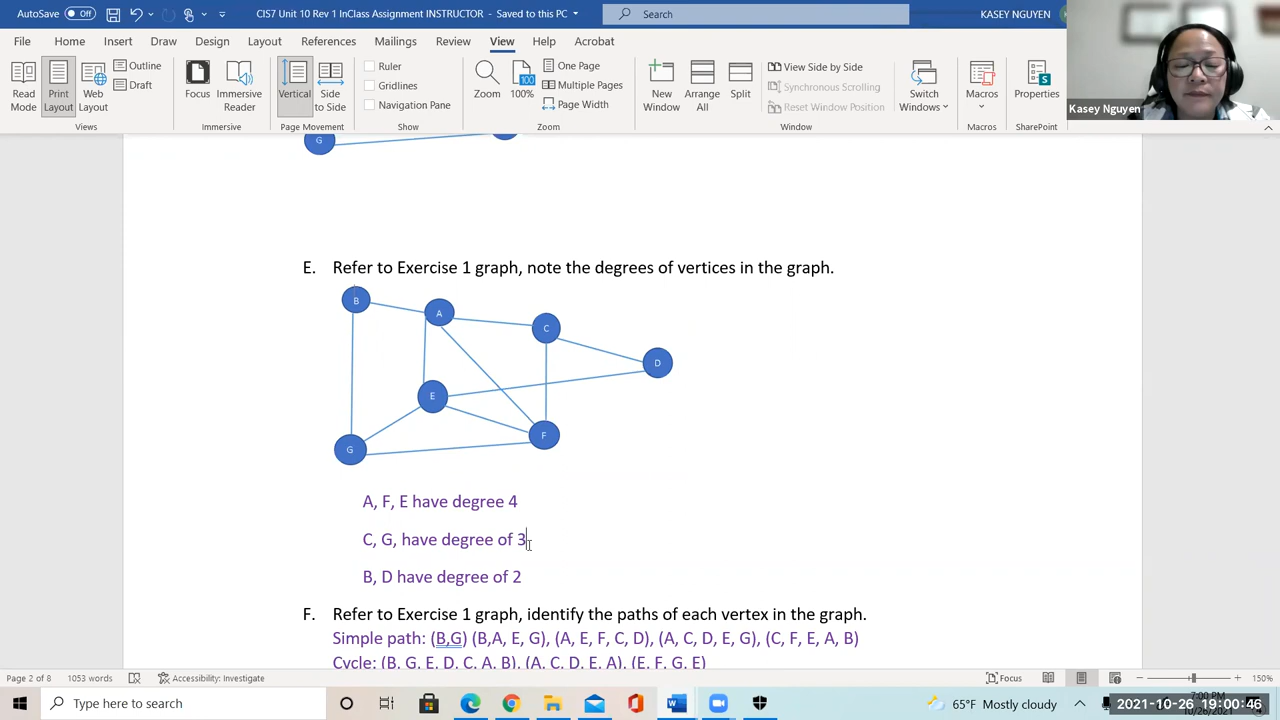 AutoSave Off CIS7 Unit 10 Review InClass Assignment Instructor - Saved to this PC Search KASEY NGUYEN
File Home Insert Draw Design Layout References Mailings Review View Help Acrobat
Read Mode
Print Layout
Web Layout
Outline
Draft
Views
Focus
Immersive Reader
Immersive
Vertical
Side to Side
Page Movement
Ruler
Gridlines
Navigation Pane
Show
Zoom
100%
One Page
Multiple Pages
Page Width
Zoom
New Window
Arrange All
Split
View Side by Side
Synchronous Scrolling
Reset Window Position
Switch Windows
Window
Macros
Macros
Properties
SharePoint
Kasey Nguyen
G
E. Refer to Exercise 1 graph, note the degrees of vertices in the graph.
B
A
C
D
E
F
G
A, F, E have degree 4
C, G, have degree of 3
B, D have degree of 2
F. Refer to Exercise 1 graph, identify the paths of each vertex in the graph.
Simple path: (B,G) (B,A, E, G), (A, E, F, C, D), (A, C, D, E, G), (C, F, E, A, B)
Cycle: (B, G, E, D, C, A, B), (A, C, D, E, A), (E, F, G, E)
Page 2 of 8 1053 words Accessibility: Investigate Focus 150%
Type here to search
65°F Mostly cloudy
7:00 PM
2021-10-26 19:00:46